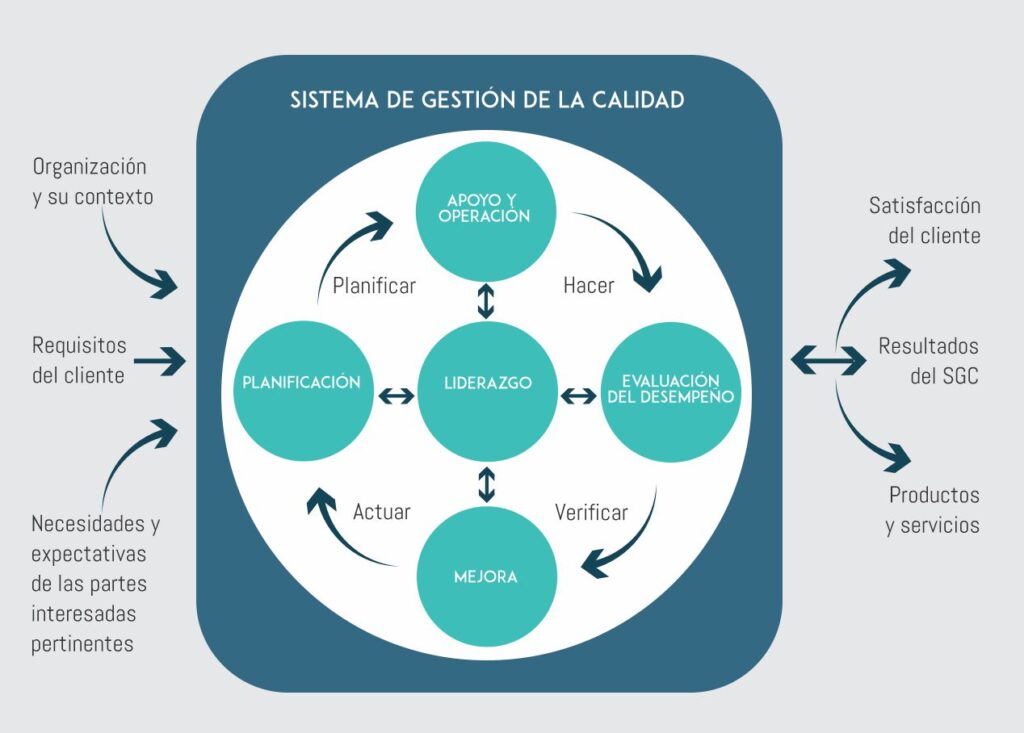 SISTEMA DE GESTIÓN DE LA CALIDAD
Organización
y su contexto
Requisitos
del cliente
Necesidades y
expectativas
de las partes
interesadas
pertinentes
APOYO Y
OPERACIÓN
Planificar
Hacer
PLANIFICACIÓN
LIDERAZGO
EVALUACIÓN
DEL DESEMPEÑO
Actuar
Verificar
MEJORA
Satisfacción
del cliente
Resultados
del SGC
Productos
y servicios